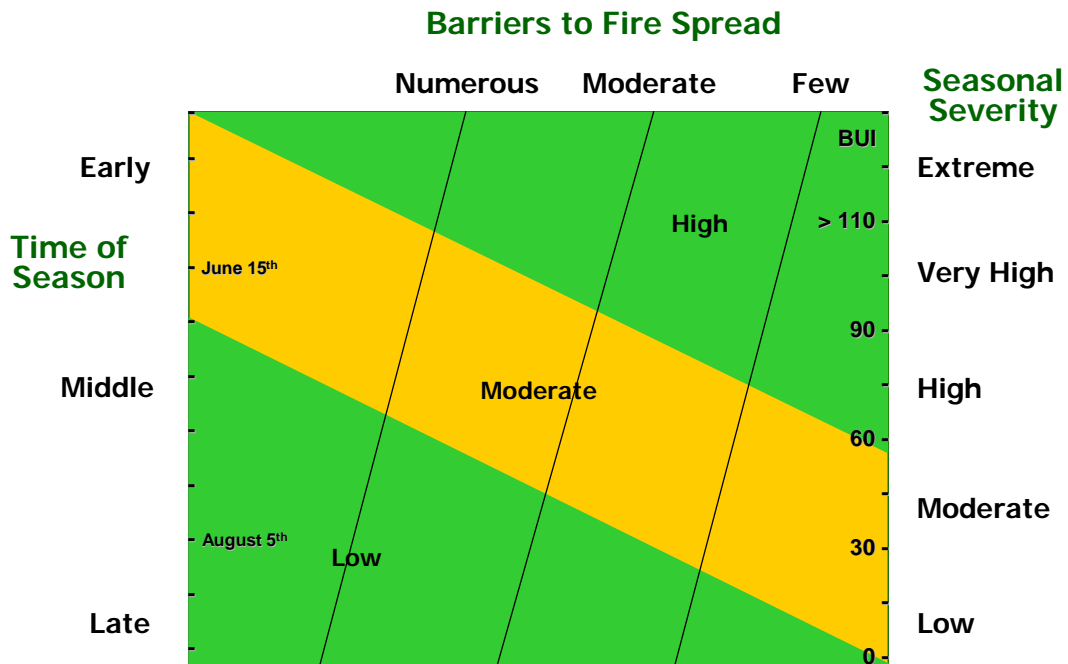 Barriers to Fire Spread
Numerous Moderate Few
Seasonal
Severity
BUI
Early
Extreme
High
> 110
Time of
Season
June 15th
Very High
90
Middle
Moderate
High
60
Moderate
August 5th
30
Low
Late
Low
0